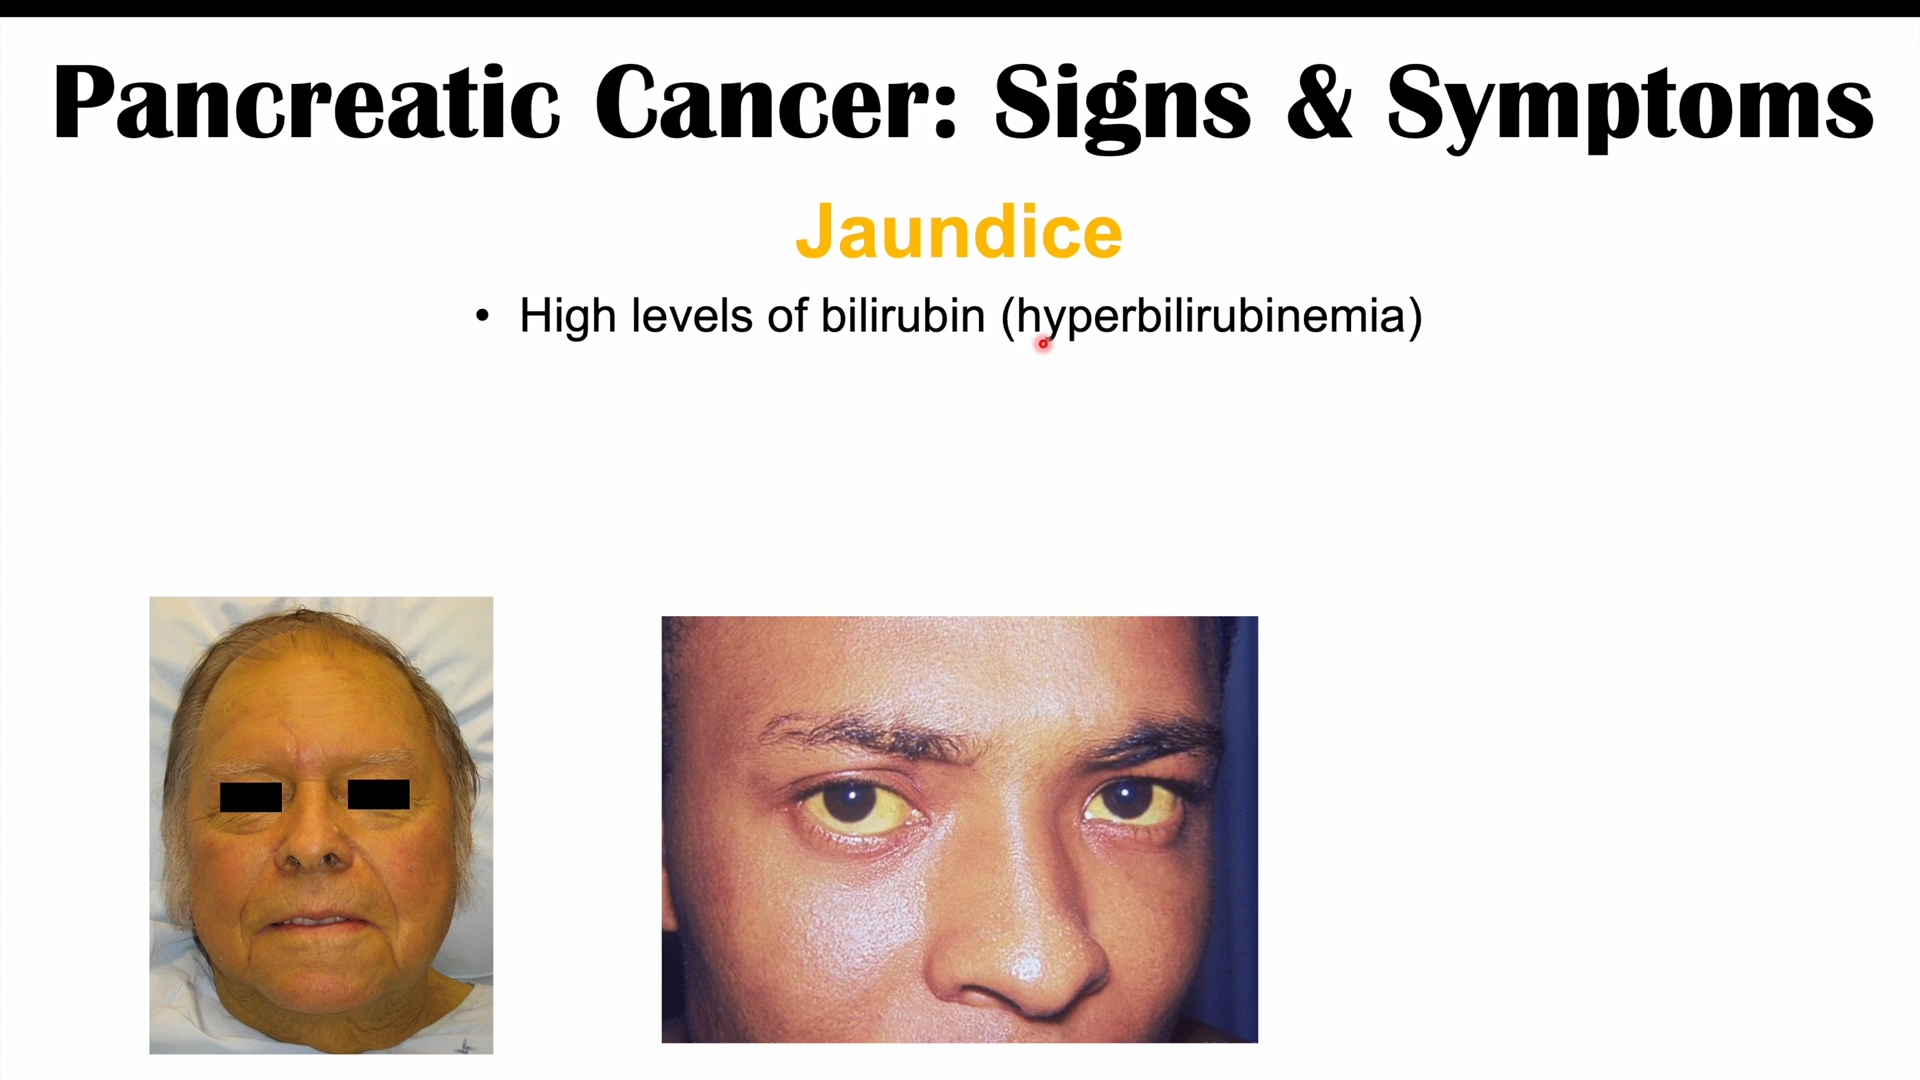 Pancreatic Cancer: Signs & Symptoms
Jaundice
• High levels of bilirubin (hyperbilirubinemia)